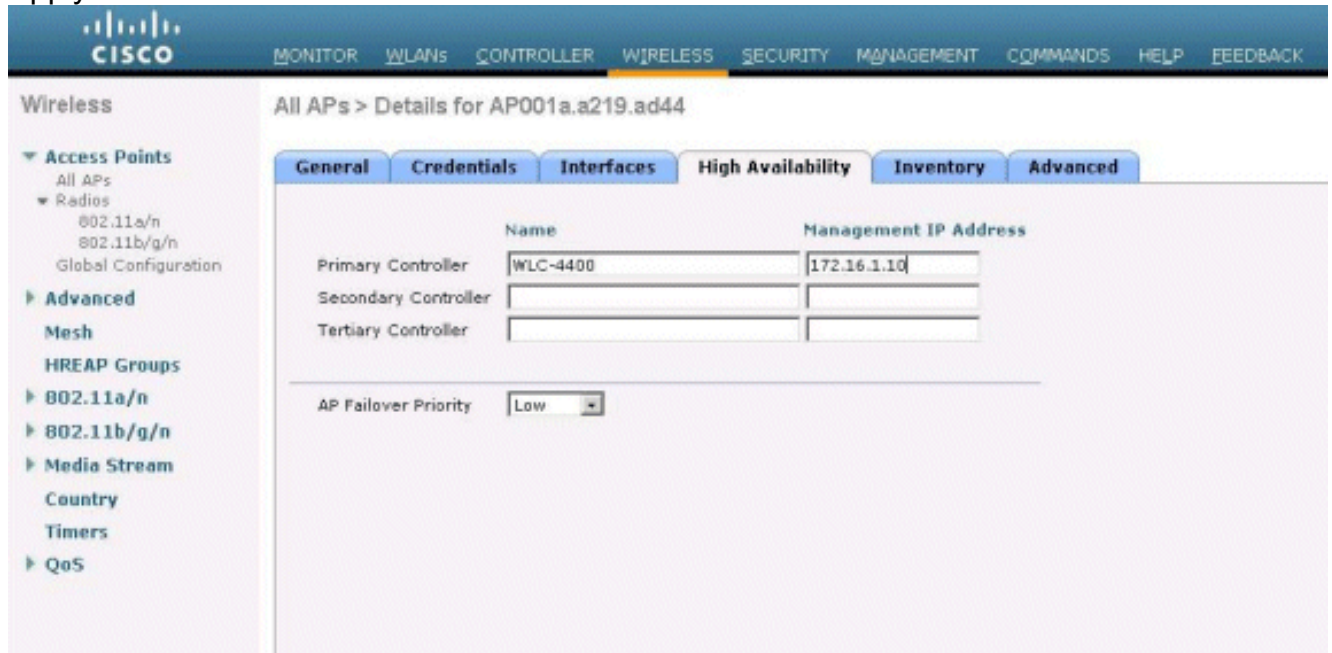 CISCO
MONITOR WLANs CONTROLLER WIRELESS SECURITY MANAGEMENT COMMANDS HELP FEEDBACK
Wireless
All APs > Details for AP001a.a219.ad44
Access Points
All APs
Radios
802.11a/n
802.11b/g/n
Global Configuration
Advanced
Mesh
HREAP Groups
802.11a/n
802.11b/g/n
Media Stream
Country
Timers
QoS
General Credentials Interfaces High Availability Inventory Advanced
Name Management IP Address
Primary Controller WLC-4400 172.16.1.10
Secondary Controller
Tertiary Controller
AP Failover Priority Low